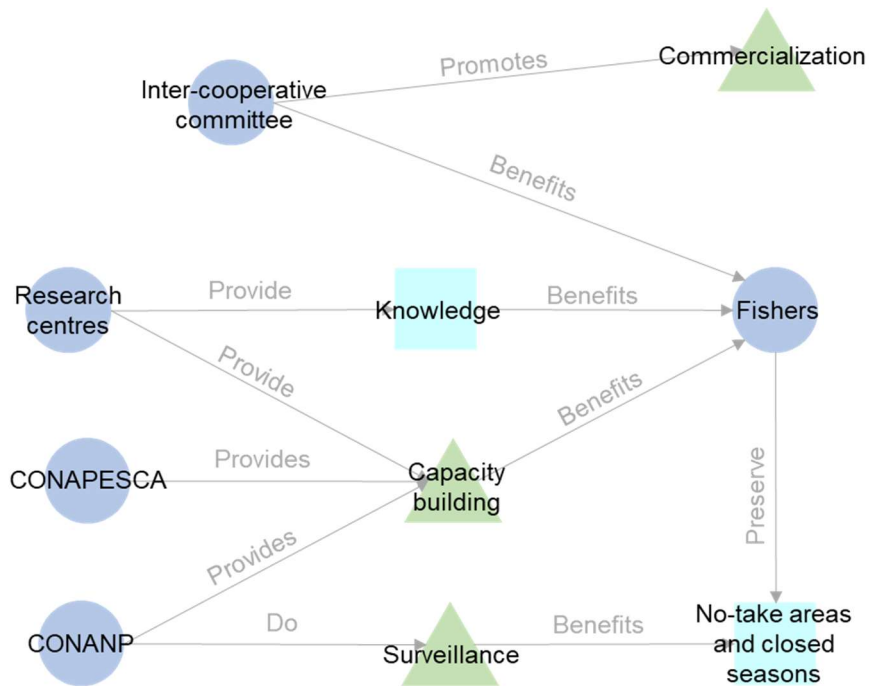 Commercialization
Promotes
Inter-cooperative
committee
Benefits
Research
centres
Provide
Knowledge
Benefits
Fishers
Provide
Benefits
CONAPESCA
Provides
Capacity
building
Preserve
Provides
CONANP
Do
Surveillance
Benefits
No-take areas
and closed
seasons